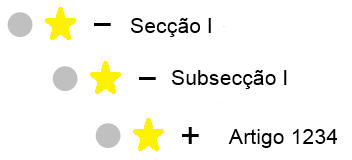 − Secção I
− Subsecção I
+ Artigo 1234